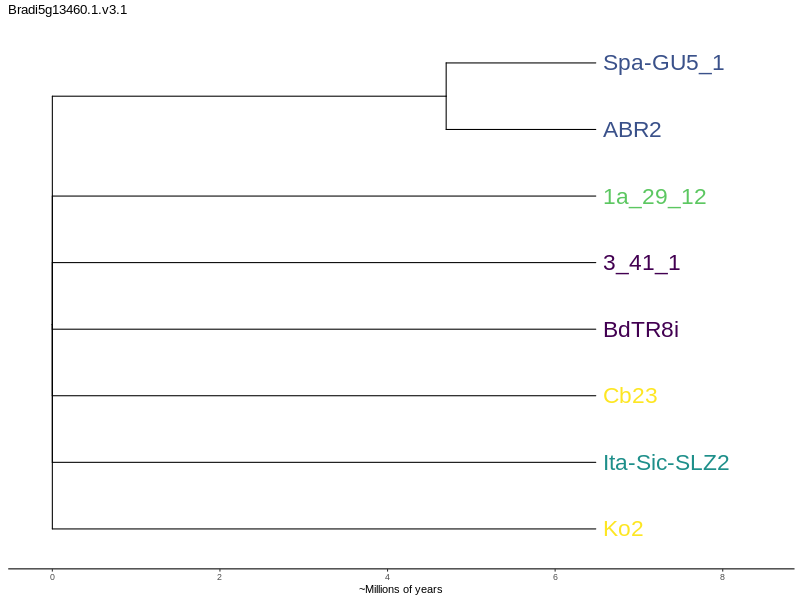 Bradi5g13460.1.v3.1
Spa-GU5_1
ABR2
1a_29_12
3_41_1
BdTR8i
Cb23
Ita-Sic-SLZ2
Ko2
0 2 4 6 8
~Millions of years